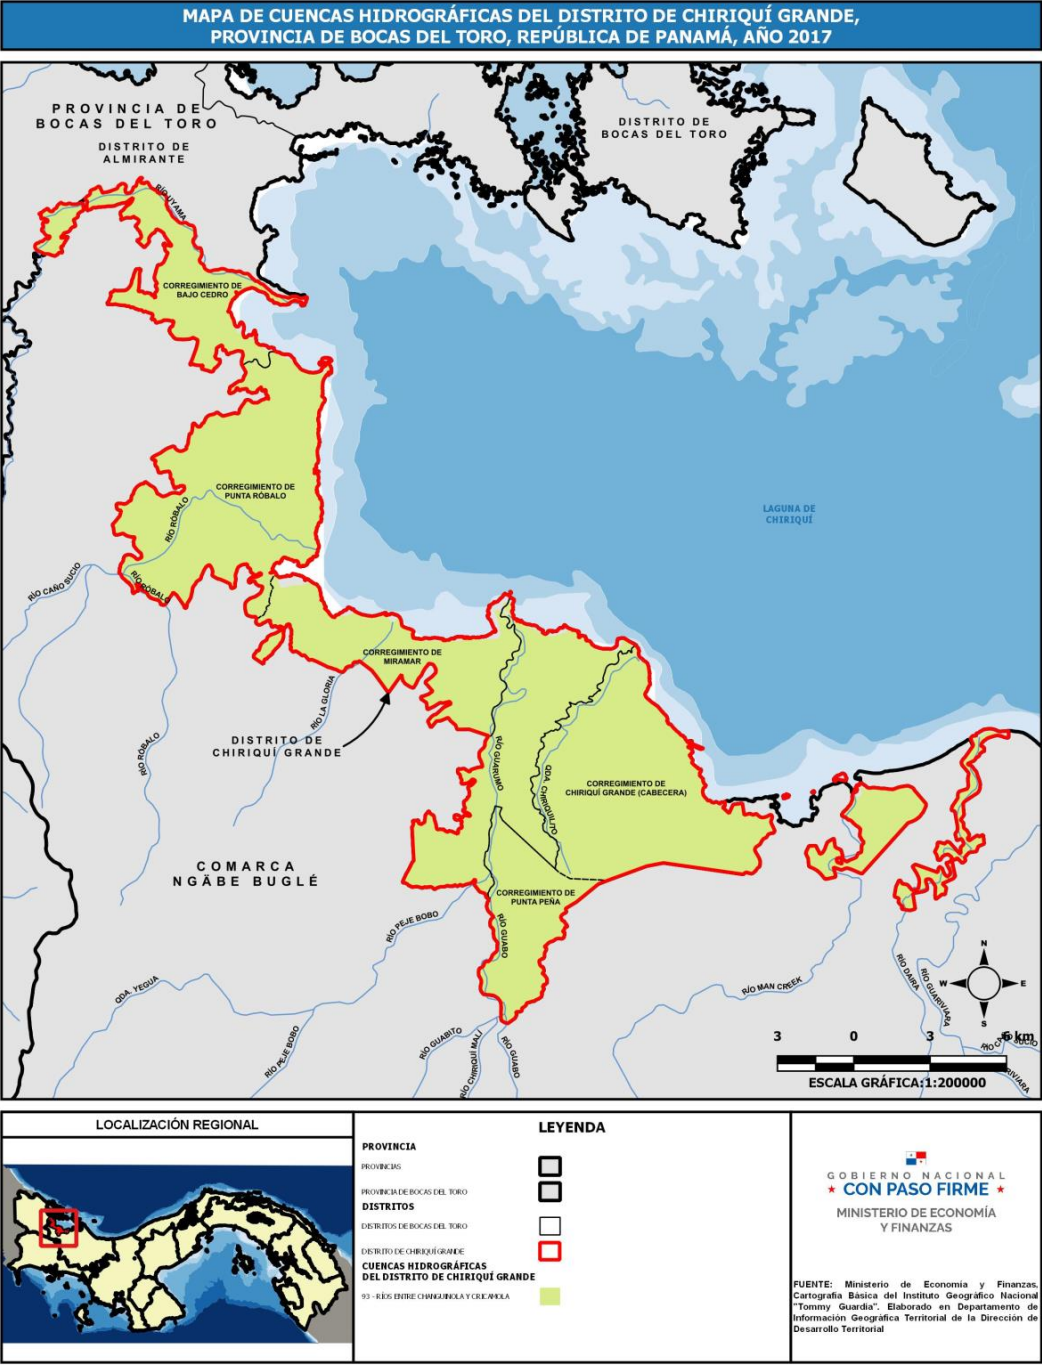 MAPA DE CUENCAS HIDROGRÁFICAS DEL DISTRITO DE CHIRIQUÍ GRANDE,
PROVINCIA DE BOCAS DEL TORO, REPÚBLICA DE PANAMÁ, AÑO 2017
PROVINCIA DE
BOCAS DEL TORO
DISTRITO DE
ALMIRANTE
DISTRITO DE
BOCAS DEL TORO
RÍO UYAMA
CORREGIMIENTO DE
BAJO CEDRO
CORREGIMIENTO DE
PUNTA RÓBALO
RÍO RÓBALO
LAGUNA DE
CHIRIQUÍ
RÍO CAÑO SUCIO
RÍO RÓBALO
CORREGIMIENTO DE
MIRAMAR
RÍO LA GLORIA
DISTRITO DE
CHIRIQUÍ GRANDE
RÍO RÓBALO
RÍO GUARUMO
QDA. CHIRIQUILITO
CORREGIMIENTO DE
CHIRIQUÍ GRANDE (CABECERA)
COMARCA
NGÄBE BUGLÉ
CORREGIMIENTO DE
PUNTA PEÑA
RÍO PEJE BOBO
RÍO GUABO
QDA. YEGUA
RÍO MAN CREEK
RÍO DAIRA
RÍO GUARIVIARA
N
W
E
S
RÍO PEJE BOBO
RÍO GUABITO
RÍO CHIRIQUÍ MALÍ
RÍO GUABO
3 0 3 6 km
ESCALA GRÁFICA:1:200000
LOCALIZACIÓN REGIONAL
LEYENDA
PROVINCIA
PROVINCIAS
PROVINCIA DE BOCAS DEL TORO
DISTRITOS
DISTRITOS DE BOCAS DEL TORO
DISTRITO DE CHIRIQUÍ GRANDE
CUENCAS HIDROGRÁFICAS
DEL DISTRITO DE CHIRIQUÍ GRANDE
93 - RÍOS ENTRE CHANGUINOLA Y CRICAMOLA
GOBIERNO NACIONAL
CON PASO FIRME
MINISTERIO DE ECONOMÍA
Y FINANZAS
FUENTE: Ministerio de Economía y Finanzas,
Cartografía Básica del Instituto Geográfico Nacional
"Tommy Guardia". Elaborado en Departamento de
Información Geográfica Territorial de la Dirección de
Desarrollo Territorial